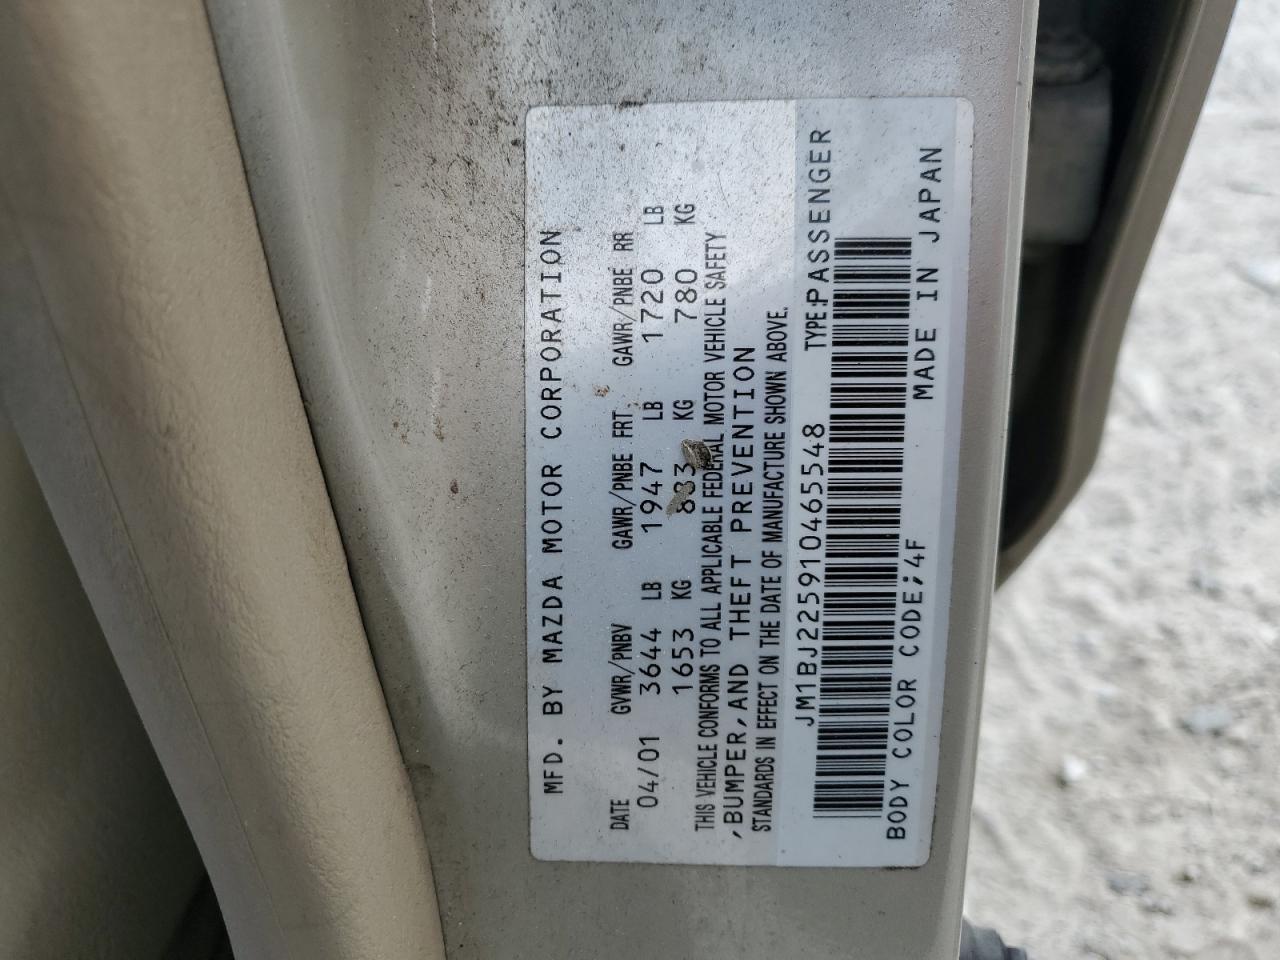 MFD. BY MAZDA MOTOR CORPORATION
DATE GVWR/PNBV GAWR/PNBE FRT GAWR/PNBE RR
04/01 3644 LB 1947 LB 1720 LB
1653 KG 883 KG 780 KG
THIS VEHICLE CONFORMS TO ALL APPLICABLE FEDERAL MOTOR VEHICLE SAFETY
,BUMPER,AND THEFT PREVENTION
STANDARDS IN EFFECT ON THE DATE OF MANUFACTURE SHOWN ABOVE.
JM1BJ225910465548 TYPE:PASSENGER
BODY COLOR CODE;4F MADE IN JAPAN